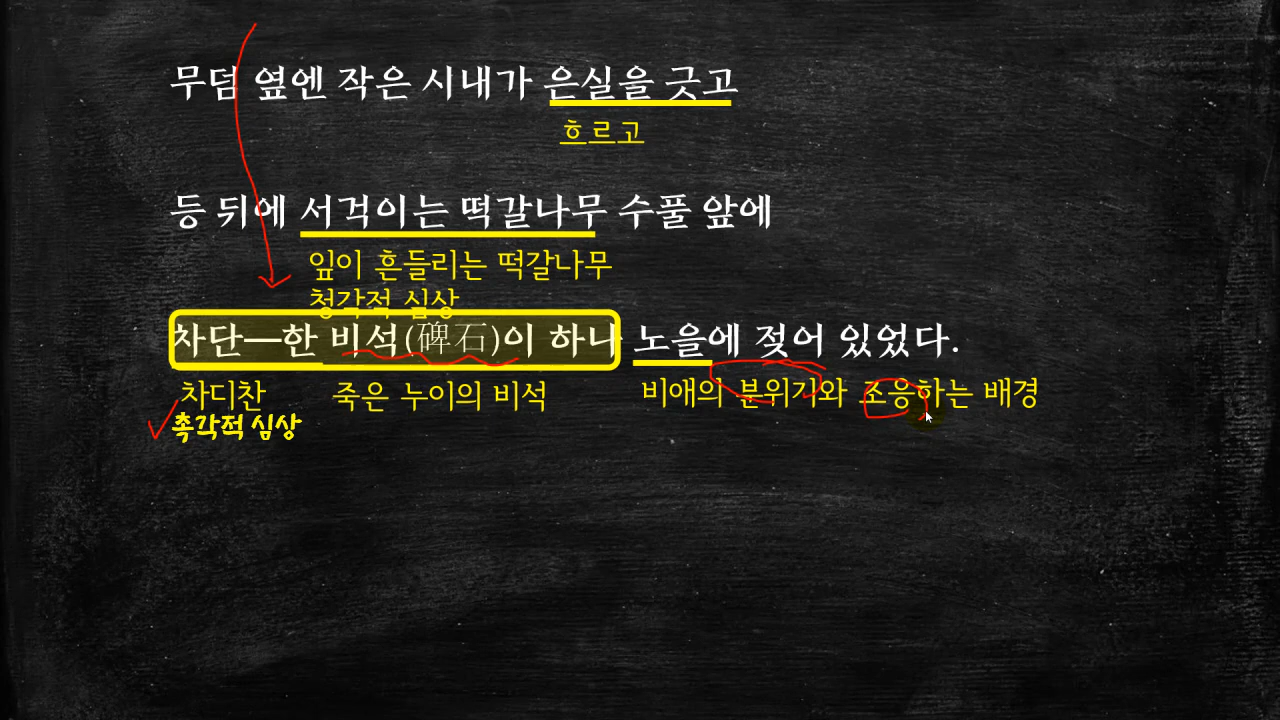 무덤 옆엔 작은 시내가 은실을 긋고
흐르고
등 뒤에 서걱이는 떡갈나무 수풀 앞에
잎이 흔들리는 떡갈나무
청각적 심상
차단―한 비석(碑石)이 하나 노을에 젖어 있었다.
차디찬 죽은 누이의 비석 비애의 분위기와 조응하는 배경
촉각적 심상